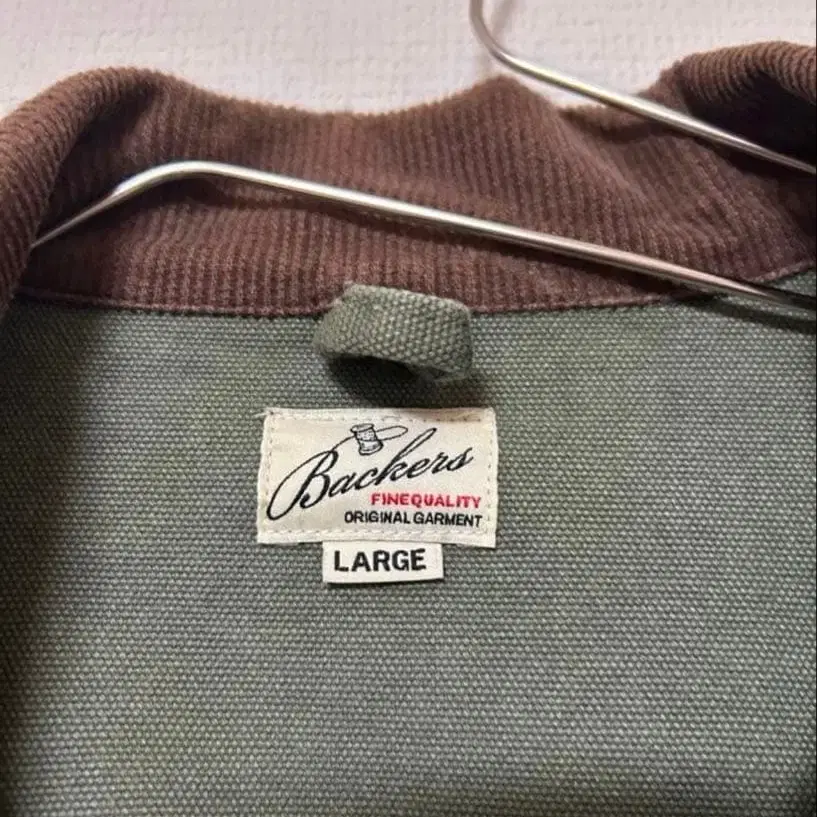 Backers
FINEQUALITY
ORIGINAL GARMENT
LARGE